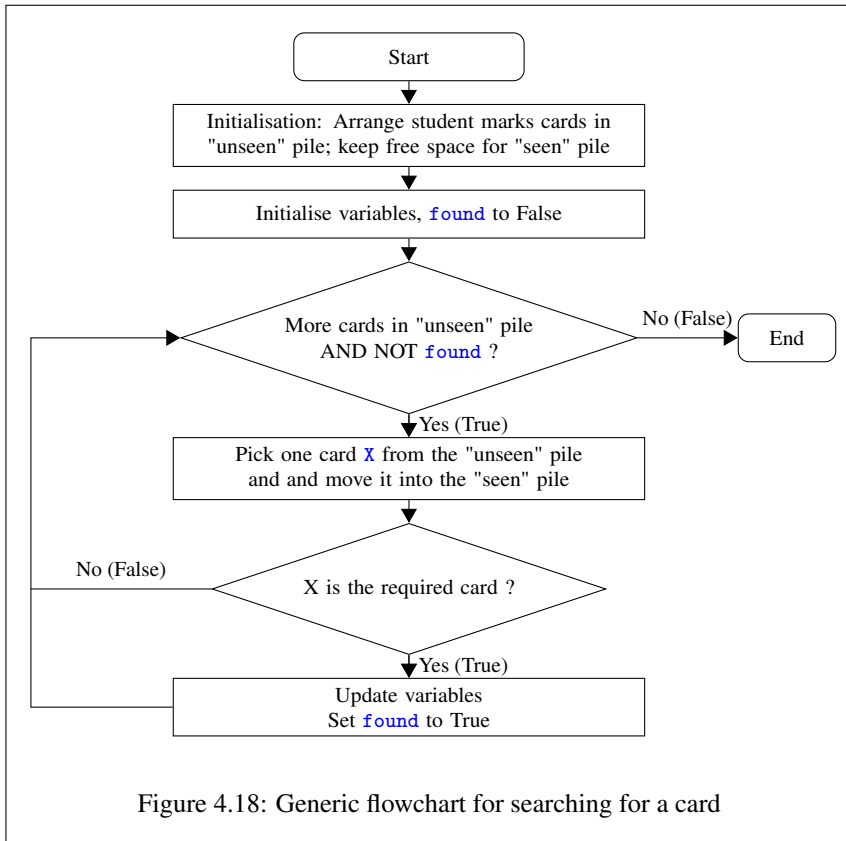 Start
Initialisation: Arrange student marks cards in
"unseen" pile; keep free space for "seen" pile
Initialise variables, found to False
More cards in "unseen" pile
AND NOT found ?
No (False)
End
Yes (True)
Pick one card X from the "unseen" pile
and and move it into the "seen" pile
No (False)
X is the required card ?
Yes (True)
Update variables
Set found to True
Figure 4.18: Generic flowchart for searching for a card